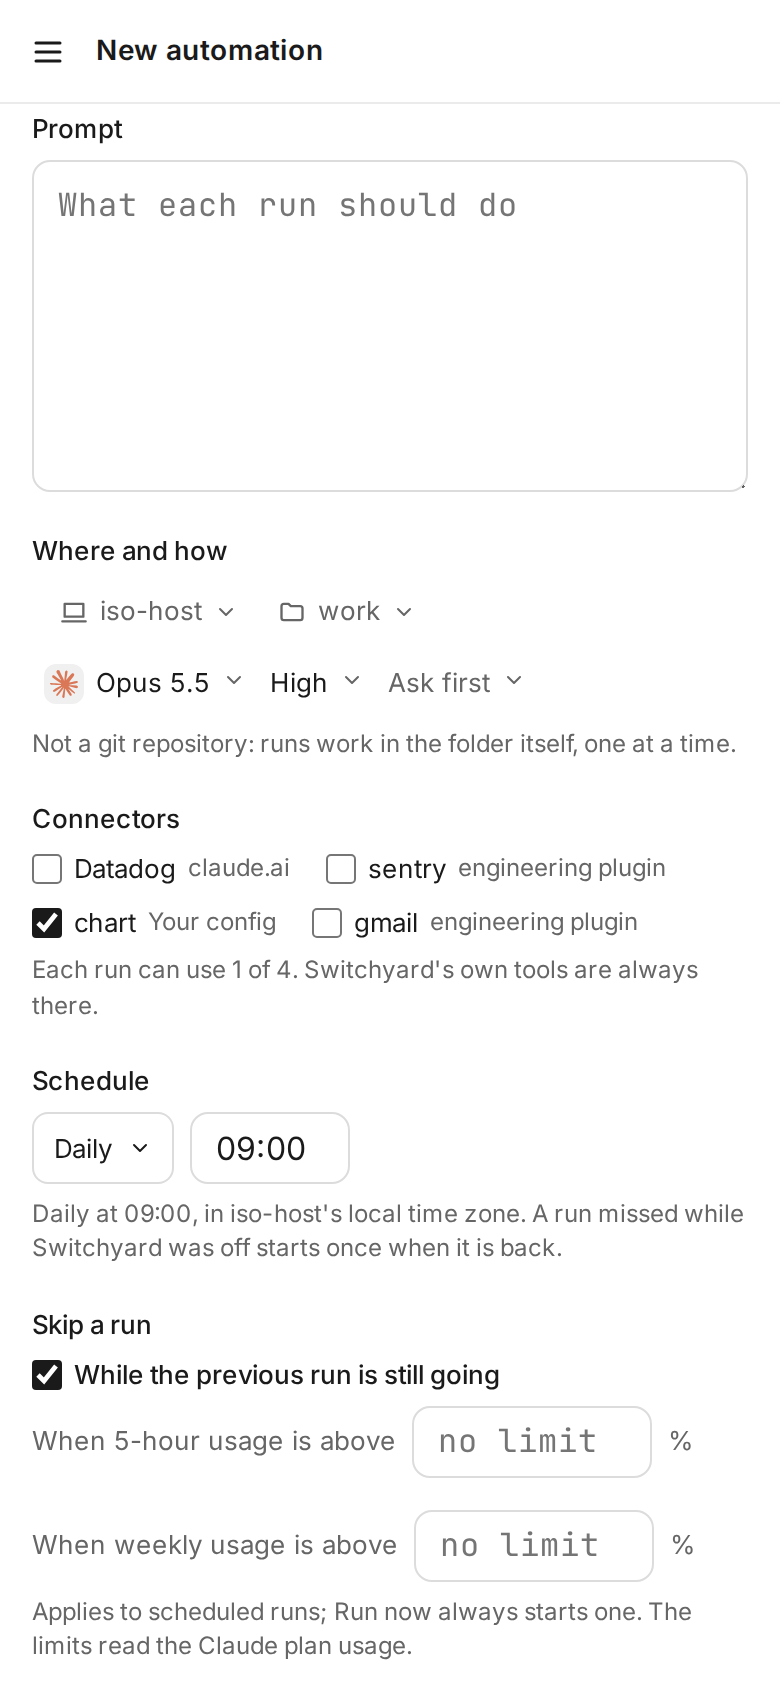 New automation
Prompt
What each run should do
Where and how
iso-host work
Opus 5.5 High Ask first
Not a git repository: runs work in the folder itself, one at a time.
Connectors
Datadog claude.ai sentry engineering plugin
chart Your config gmail engineering plugin
Each run can use 1 of 4. Switchyard's own tools are always
there.
Schedule
Daily 09:00
Daily at 09:00, in iso-host's local time zone. A run missed while
Switchyard was off starts once when it is back.
Skip a run
While the previous run is still going
When 5-hour usage is above no limit %
When weekly usage is above no limit %
Applies to scheduled runs; Run now always starts one. The
limits read the Claude plan usage.